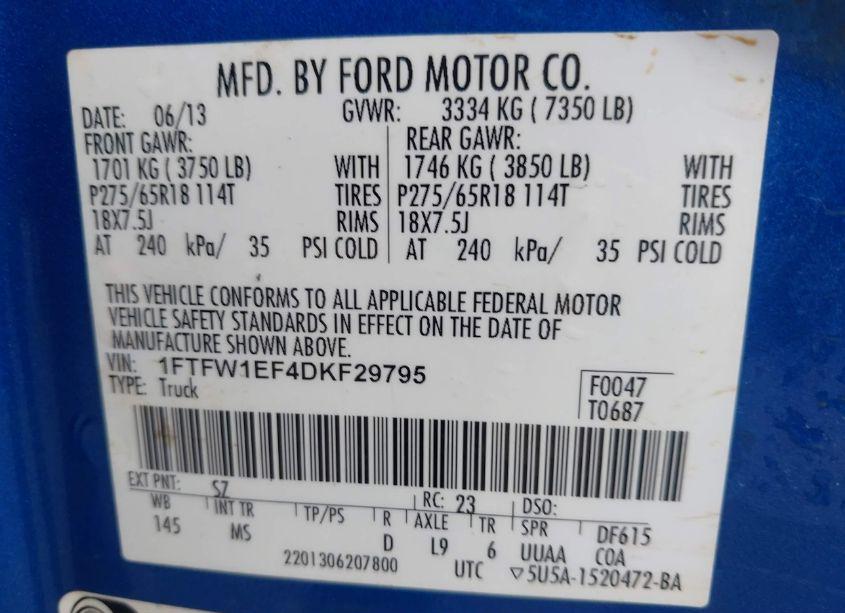 MFD. BY FORD MOTOR CO.
DATE: 06/13 GVWR: 3334 KG ( 7350 LB)
FRONT GAWR: REAR GAWR:
1701 KG ( 3750 LB) WITH 1746 KG ( 3850 LB) WITH
P275/65R18 114T TIRES P275/65R18 114T TIRES
18X7.5J RIMS 18X7.5J RIMS
AT 240 kPa/ 35 PSI COLD AT 240 kPa/ 35 PSI COLD
THIS VEHICLE CONFORMS TO ALL APPLICABLE FEDERAL MOTOR
VEHICLE SAFETY STANDARDS IN EFFECT ON THE DATE OF
MANUFACTURE SHOWN ABOVE.
VIN: 1FTFW1EF4DKF29795
TYPE: Truck
F0047
T0687
EXT PNT: SZ RC: 23 DSO:
WB INT TR TP/PS R AXLE TR SPR DF615
145 MS D L9 6 UUAA COA
2201306207800 UTC ▽5U5A-1520472-BA